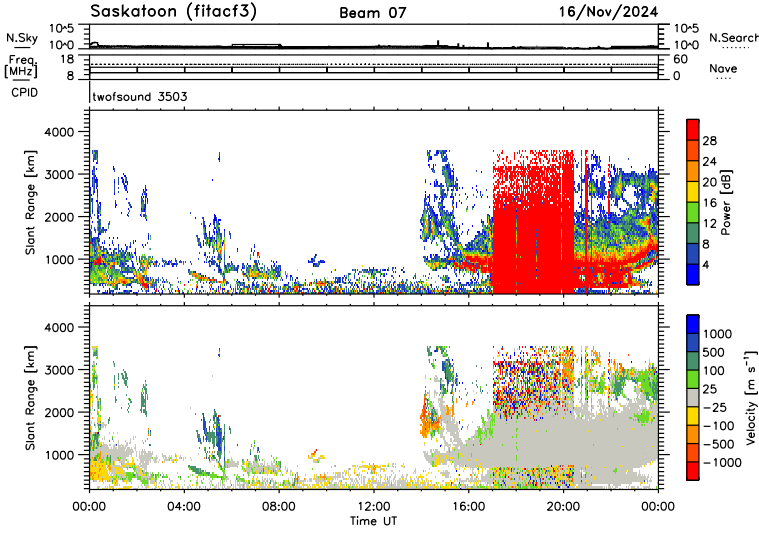 Saskatoon (fitacf3) Beam 07 16/Nov/2024
N.Sky 10^5 10^5 N.Search
10^0 10^0
Freq. [MHz] 18 60 Nave
8 0
CPID twofsound 3503
Slant Range [km] 4000 3000 2000 1000
Power [dB] 28 24 20 16 12 8 4
Slant Range [km] 4000 3000 2000 1000
Velocity [m s⁻¹] 1000 500 100 25 −25 −100 −500 −1000
00:00 04:00 08:00 12:00 16:00 20:00 00:00
Time UT